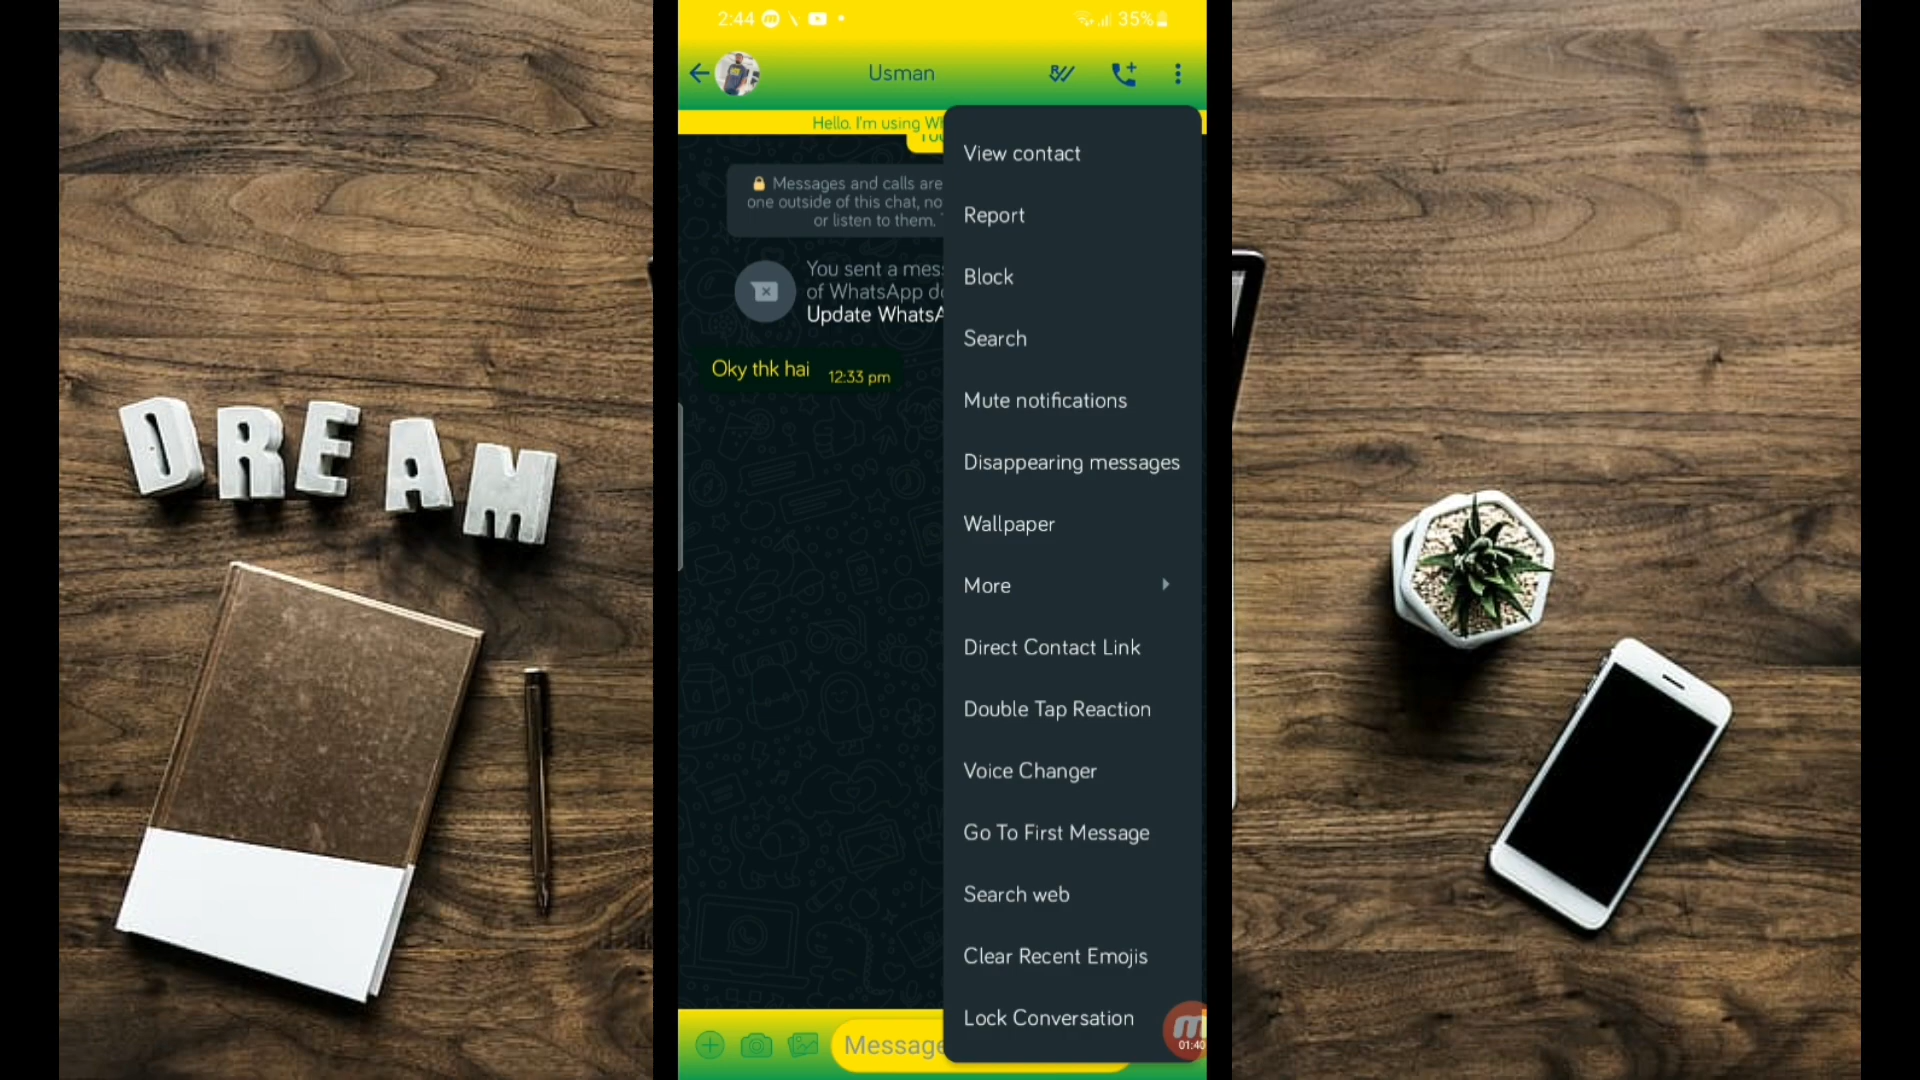 2:44
35%
Usman
Hello. I'm using W
You
Messages and calls are
one outside of this chat, no
or listen to them.
You sent a mes
of WhatsApp d
Update WhatsA
Oky thk hai 12:33 pm
View contact
Report
Block
Search
Mute notifications
Disappearing messages
Wallpaper
More
Direct Contact Link
Double Tap Reaction
Voice Changer
Go To First Message
Search web
Clear Recent Emojis
Lock Conversation
Message
01:40
DREAM